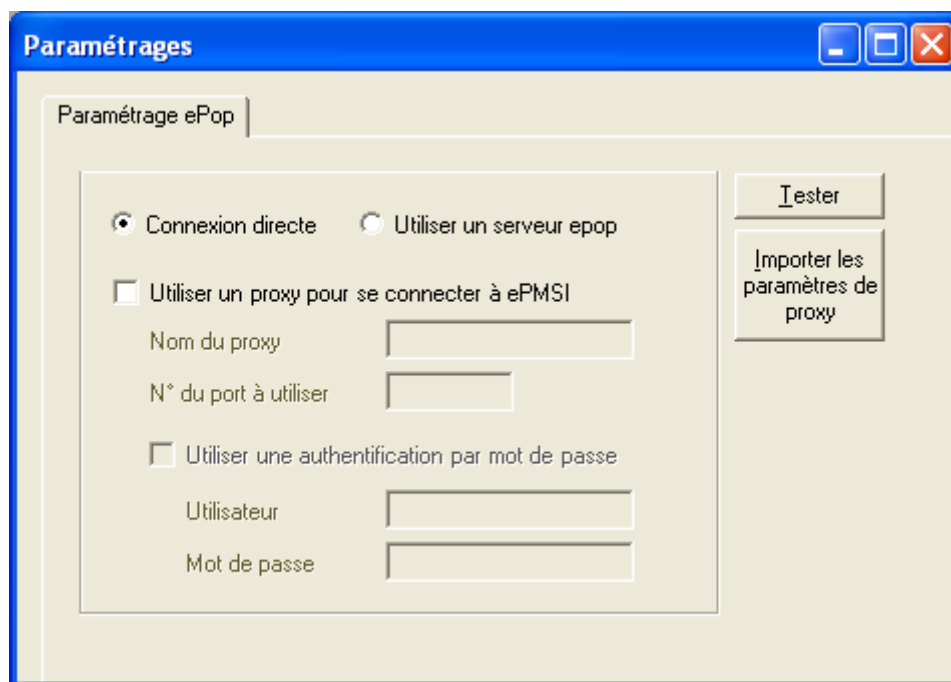 Paramétrages
Paramétrage ePop
Connexion directe
Utiliser un serveur epop
Tester
Importer les
paramètres de
proxy
Utiliser un proxy pour se connecter à ePMSI
Nom du proxy
N° du port à utiliser
Utiliser une authentification par mot de passe
Utilisateur
Mot de passe